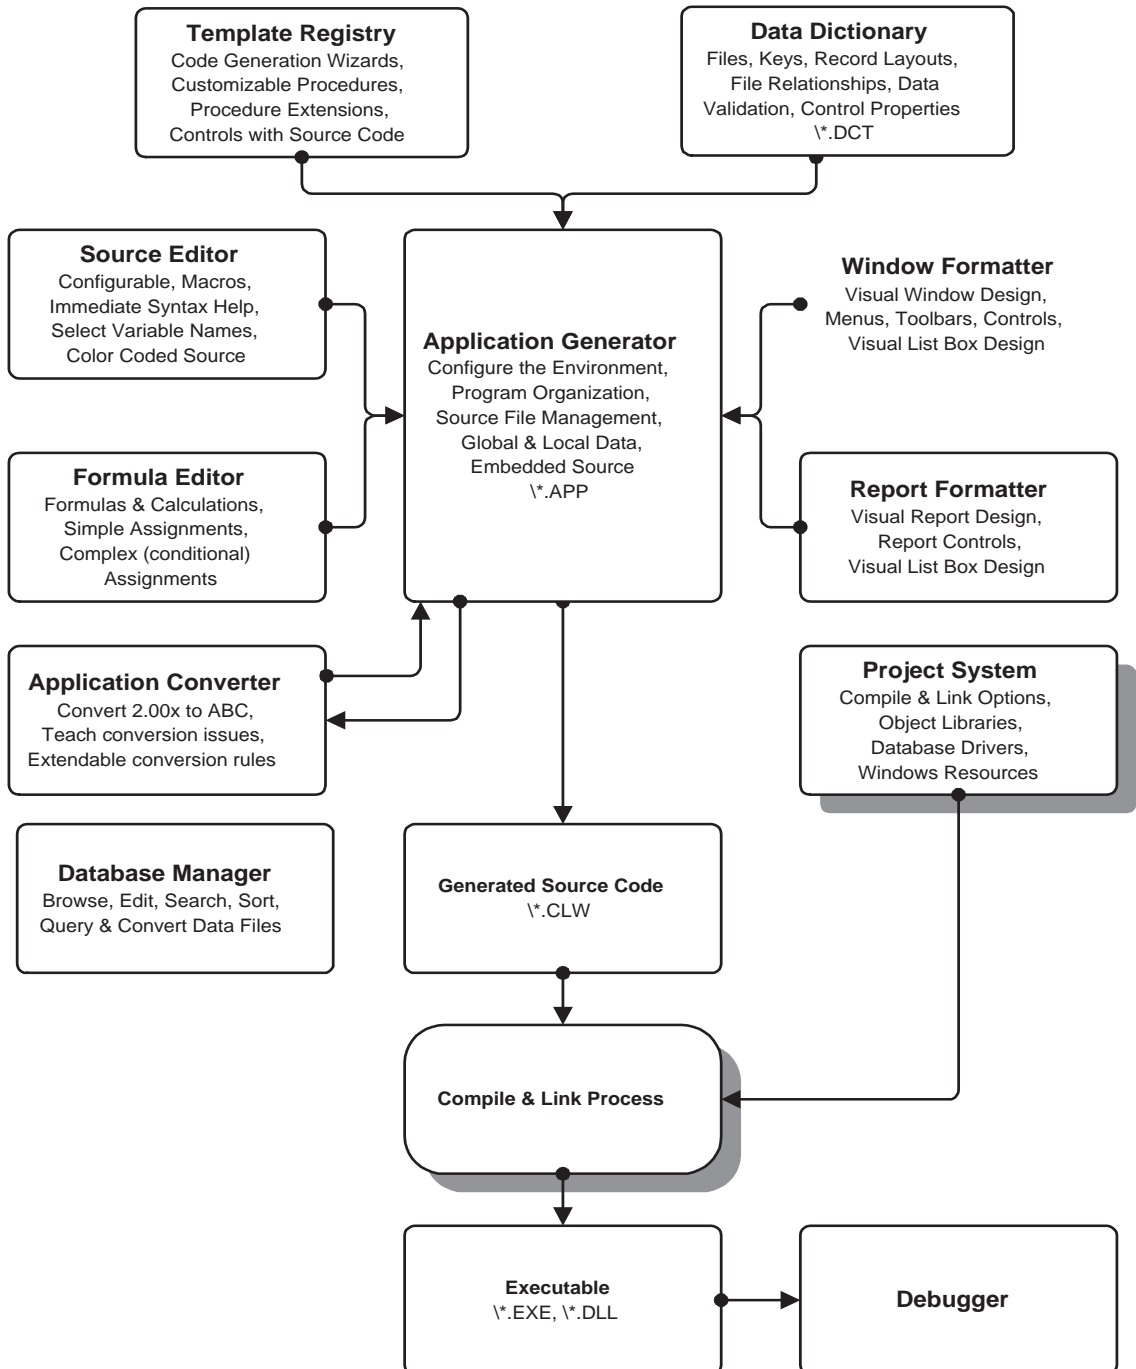 Template Registry
Code Generation Wizards,
Customizable Procedures,
Procedure Extensions,
Controls with Source Code
Data Dictionary
Files, Keys, Record Layouts,
File Relationships, Data
Validation, Control Properties
\*.DCT
Source Editor
Configurable, Macros,
Immediate Syntax Help,
Select Variable Names,
Color Coded Source
Application Generator
Configure the Environment,
Program Organization,
Source File Management,
Global & Local Data,
Embedded Source
\*.APP
Window Formatter
Visual Window Design,
Menus, Toolbars, Controls,
Visual List Box Design
Formula Editor
Formulas & Calculations,
Simple Assignments,
Complex (conditional)
Assignments
Report Formatter
Visual Report Design,
Report Controls,
Visual List Box Design
Application Converter
Convert 2.00x to ABC,
Teach conversion issues,
Extendable conversion rules
Project System
Compile & Link Options,
Object Libraries,
Database Drivers,
Windows Resources
Database Manager
Browse, Edit, Search, Sort,
Query & Convert Data Files
Generated Source Code
\*.CLW
Compile & Link Process
Executable
\*.EXE, \*.DLL
Debugger